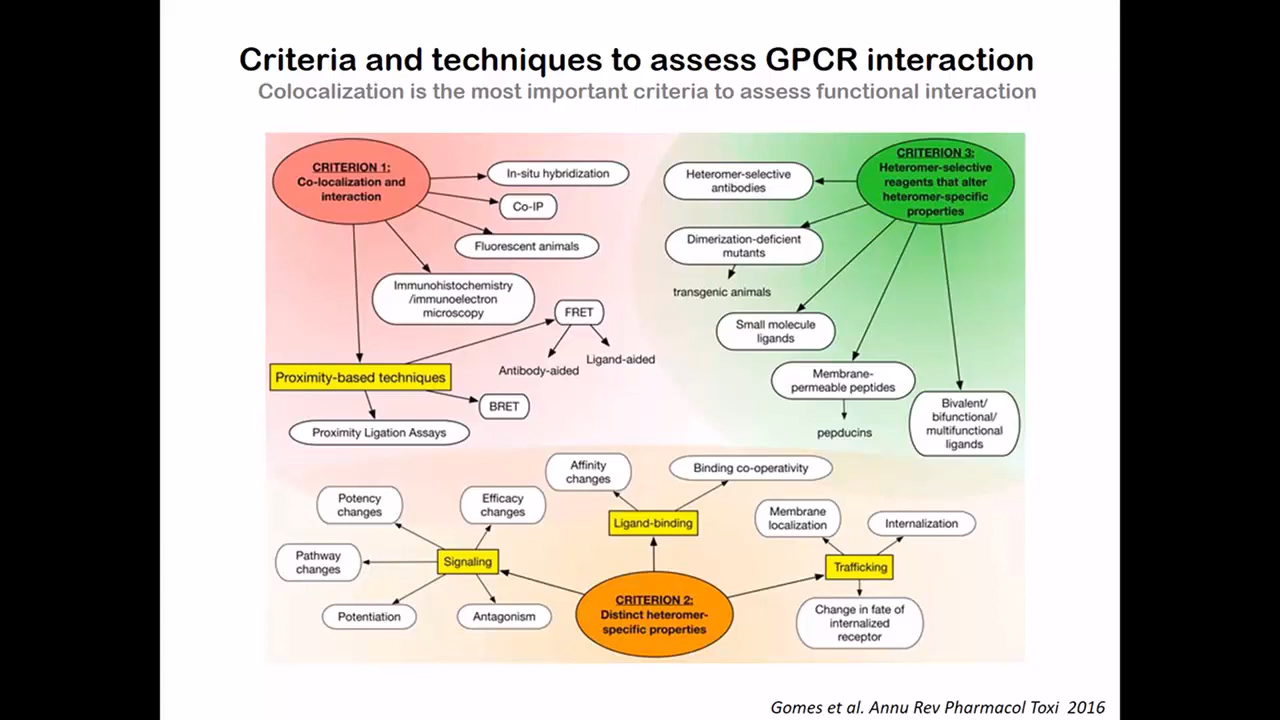 Criteria and techniques to assess GPCR interaction
Colocalization is the most important criteria to assess functional interaction
CRITERION 1:
Co-localization and
interaction
In-situ hybridization
Co-IP
Fluorescent animals
Immunohistochemistry
/immunoelectron
microscopy
FRET
Antibody-aided
Ligand-aided
Proximity-based techniques
BRET
Proximity Ligation Assays
CRITERION 3:
Heteromer-selective
reagents that alter
heteromer-specific
properties
Heteromer-selective
antibodies
Dimerization-deficient
mutants
transgenic animals
Small molecule
ligands
Membrane-
permeable peptides
pepducins
Bivalent/
bifunctional/
multifunctional
ligands
Affinity
changes
Binding co-operativity
Ligand-binding
Potency
changes
Efficacy
changes
Pathway
changes
Signaling
Potentiation
Antagonism
CRITERION 2:
Distinct heteromer-
specific properties
Membrane
localization
Internalization
Trafficking
Change in fate of
internalized
receptor
Gomes et al. Annu Rev Pharmacol Toxi 2016